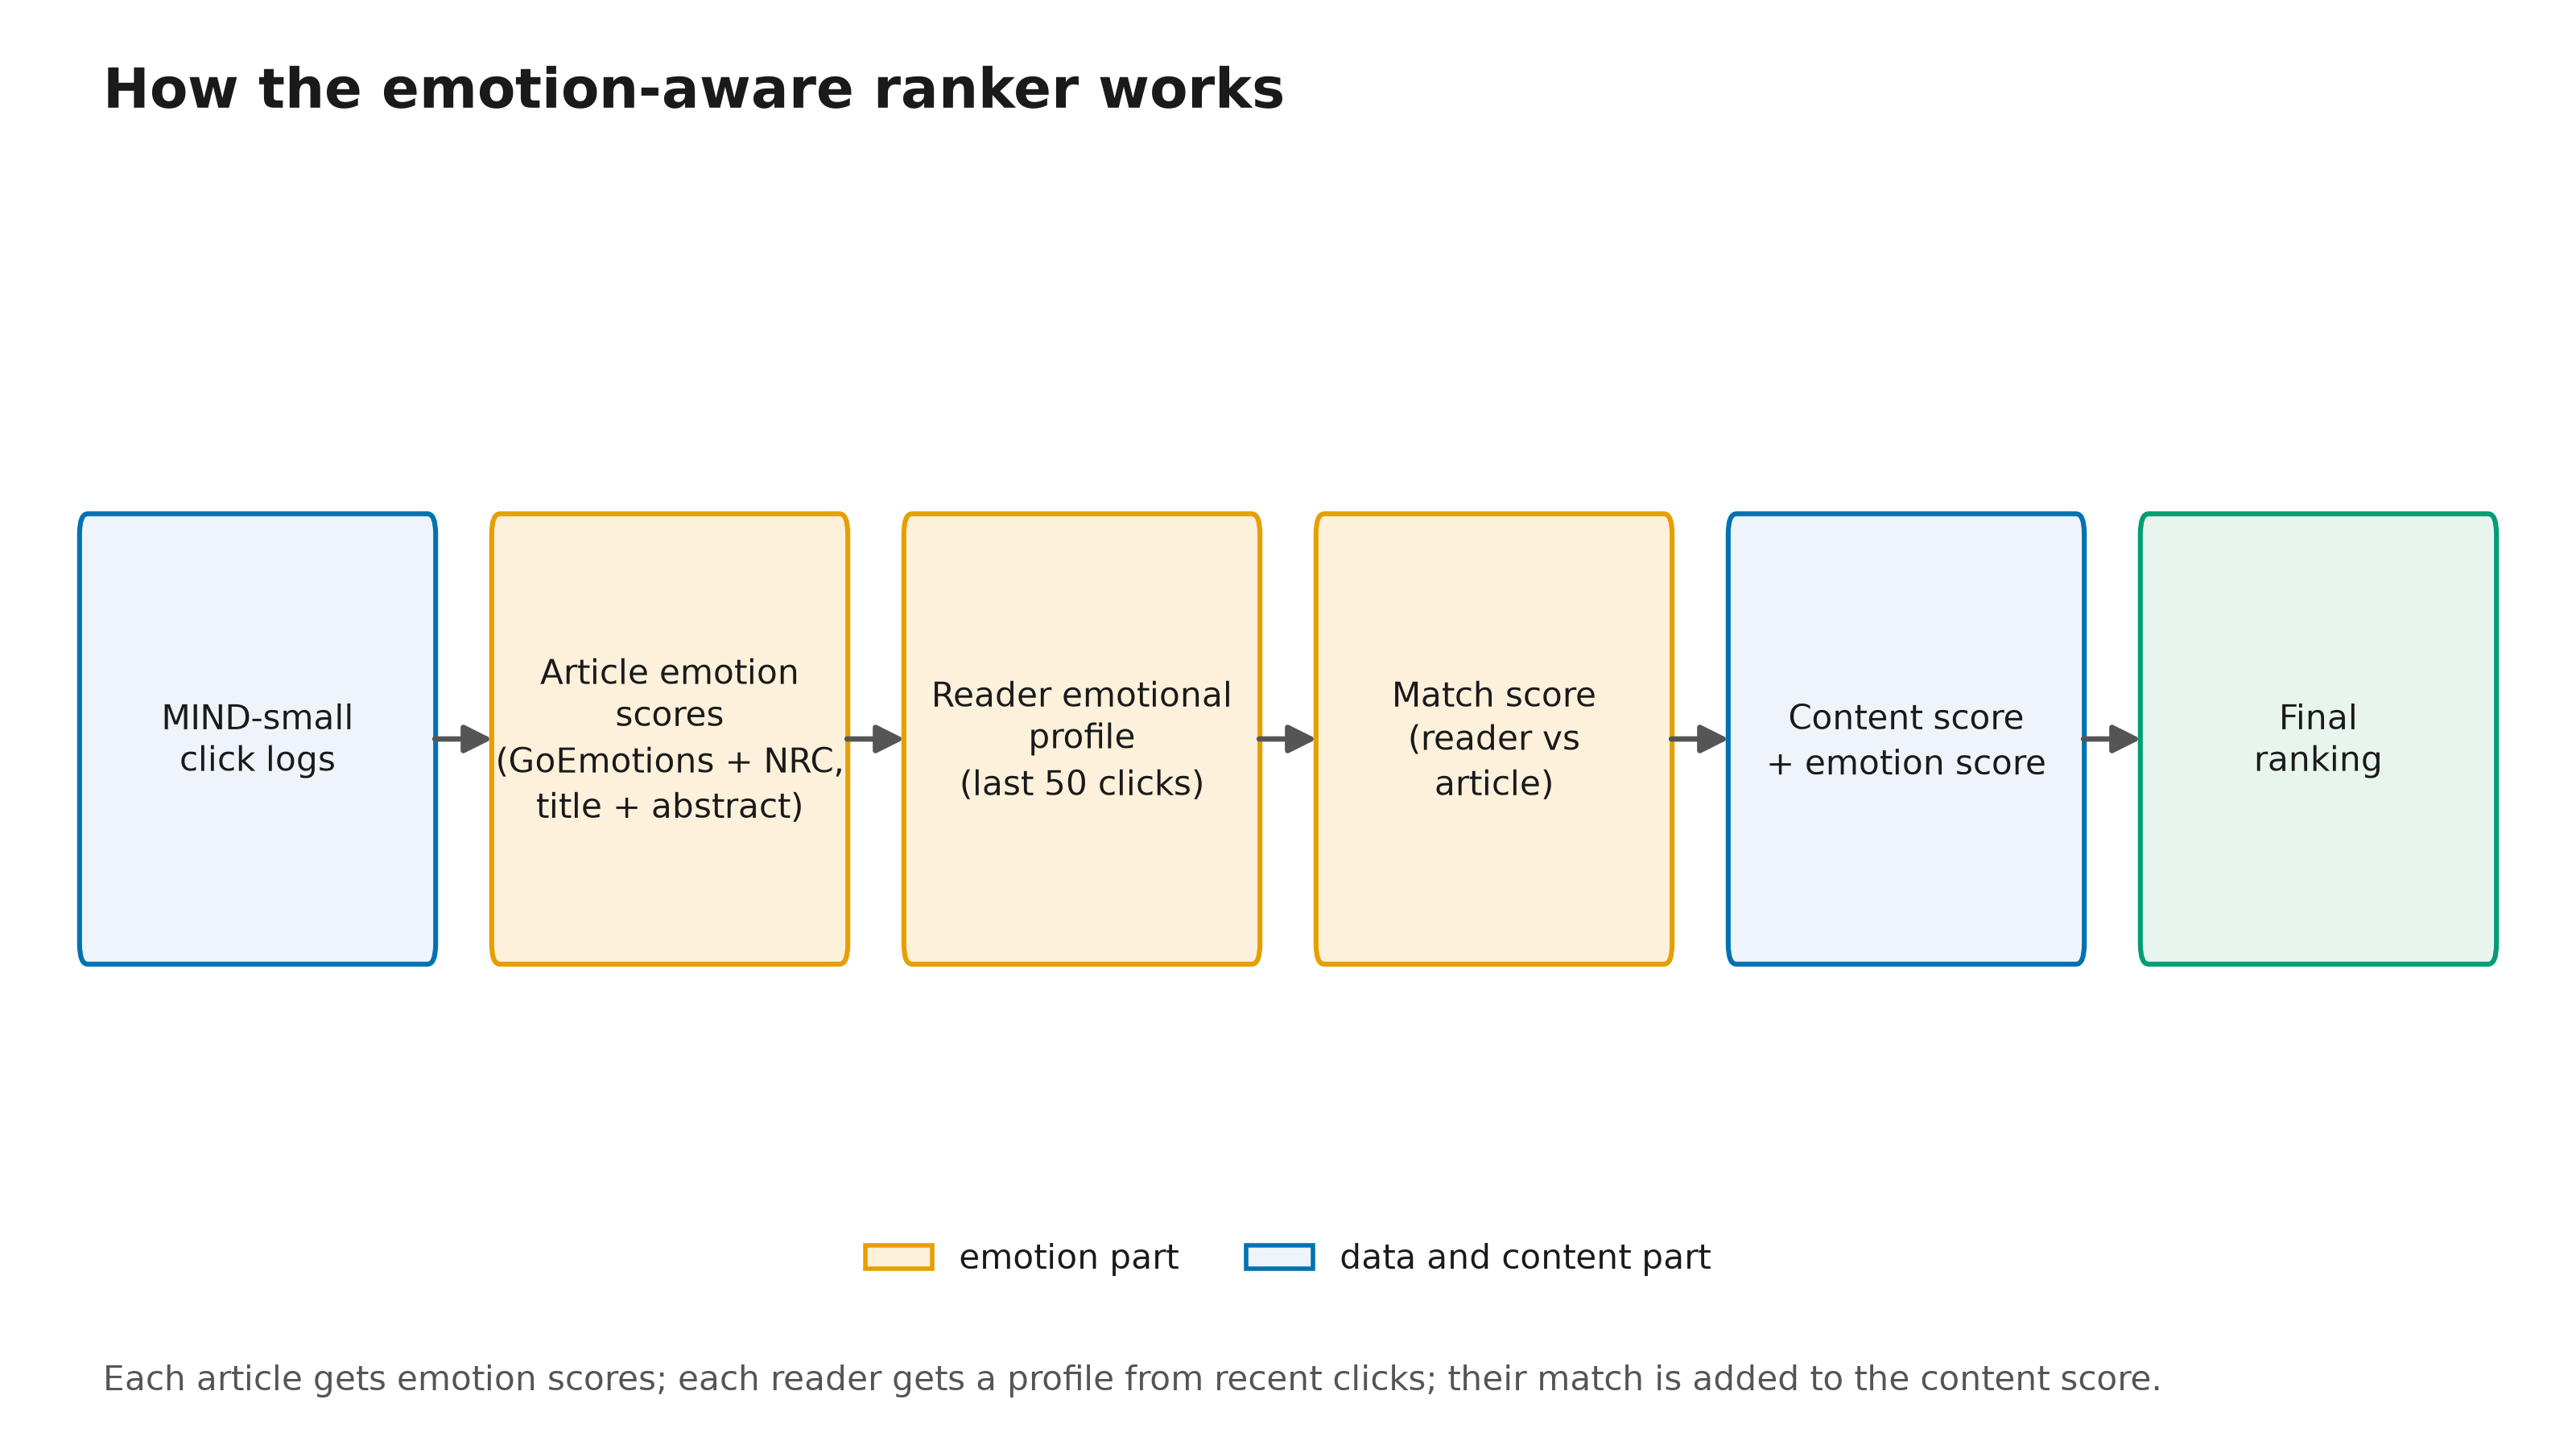 How the emotion-aware ranker works
MIND-small
click logs
Article emotion
scores
(GoEmotions + NRC,
title + abstract)
Reader emotional
profile
(last 50 clicks)
Match score
(reader vs
article)
Content score
+ emotion score
Final
ranking
emotion part
data and content part
Each article gets emotion scores; each reader gets a profile from recent clicks; their match is added to the content score.